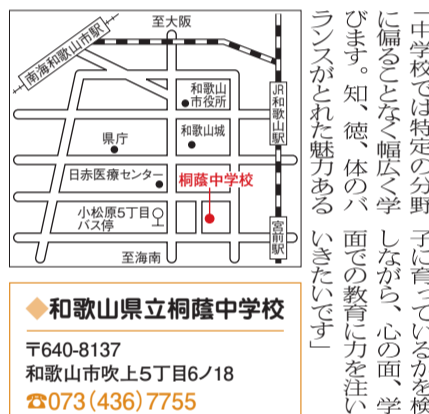 「中学校では特定の分野
に偏ることなく幅広く学
びます。知、徳、体のバ
ランスがとれた魅力ある
子に育っているかを検
しながら、心の面、学
面での教育に力を注い
いきたいです」
至大阪
南海和歌山市駅
和歌山
市役所
JR和歌山駅
県庁
和歌山城
日赤医療センター
桐蔭中学校
小松原5丁目
バス停
宮前駅
至海南
◆和歌山県立桐蔭中学校
〒640-8137
和歌山市吹上5丁目6ノ18
☎073(436)7755